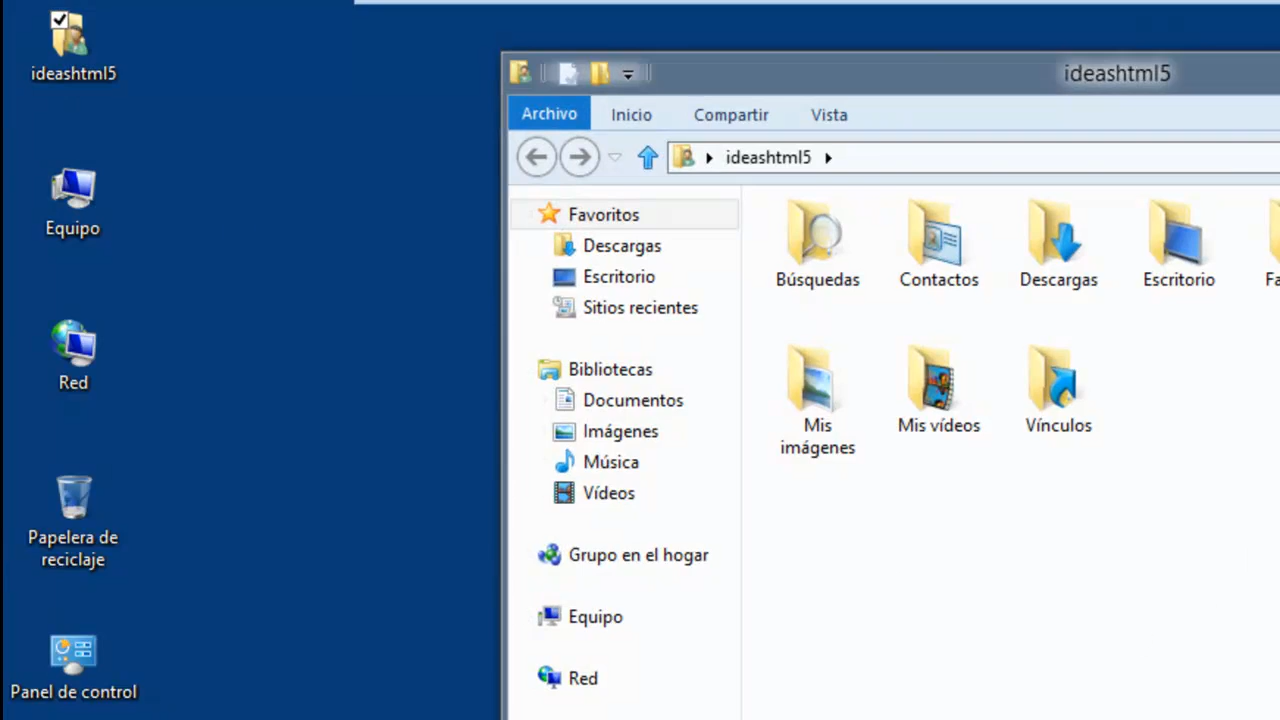 ideashtml5
Equipo
Red
Papelera de
reciclaje
Panel de control
ideashtml5
Archivo
Inicio
Compartir
Vista
ideashtml5
Favoritos
Descargas
Escritorio
Sitios recientes
Bibliotecas
Documentos
Imágenes
Música
Vídeos
Grupo en el hogar
Equipo
Red
Búsquedas
Contactos
Descargas
Escritorio
Mis
imágenes
Mis vídeos
Vínculos